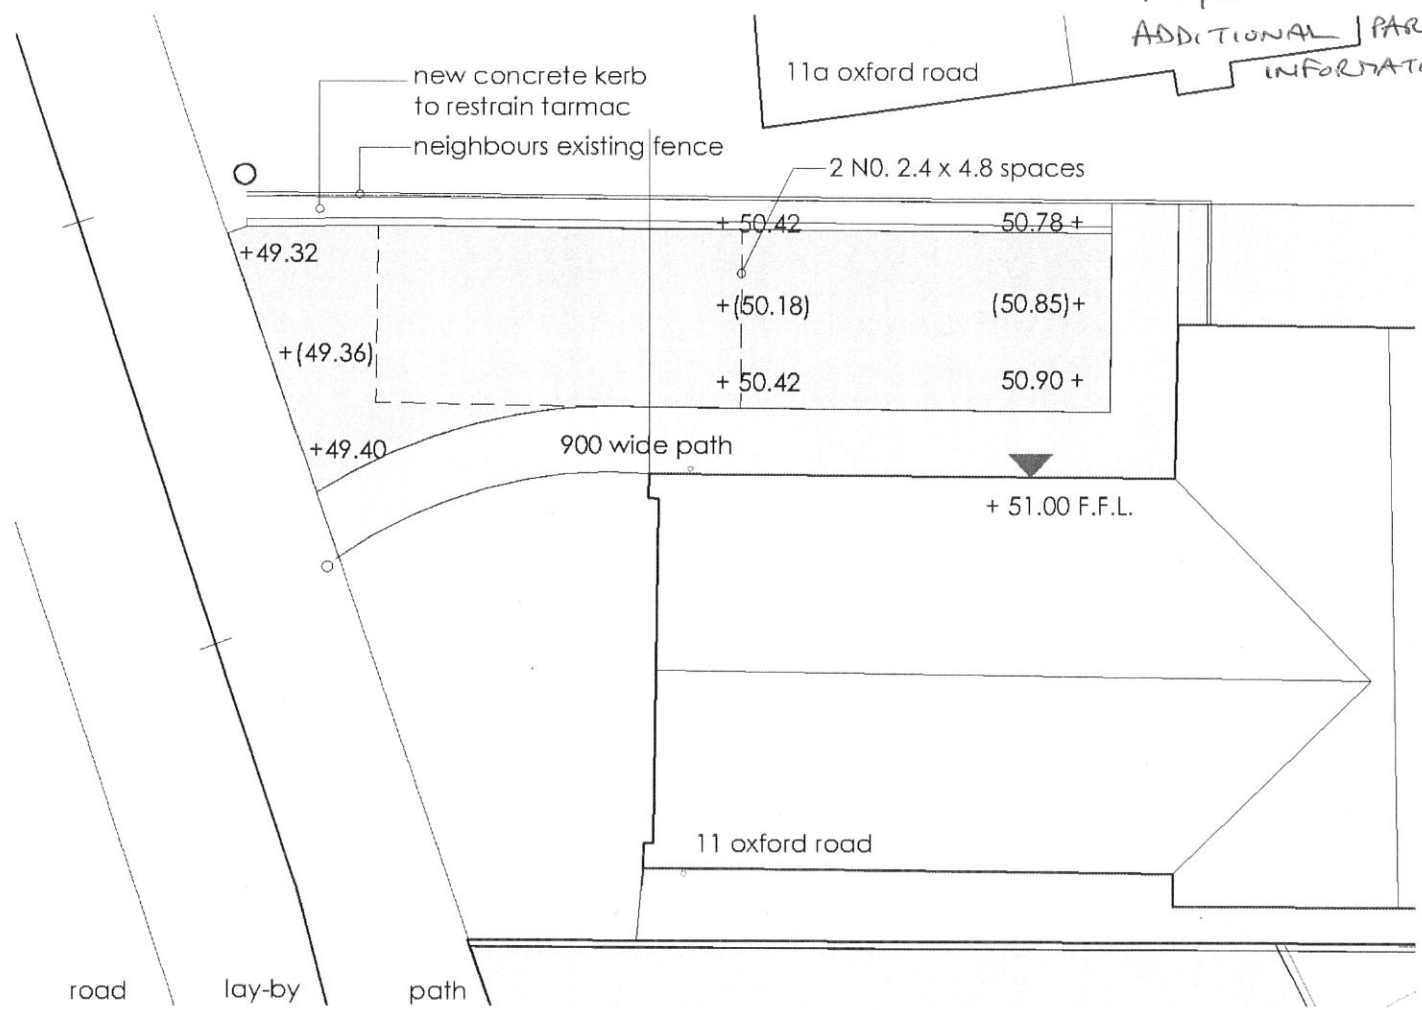 ADDITIONAL
11a oxford road
new concrete kerb
to restrain tarmac
neighbours existing fence
2 N0. 2.4 x 4.8 spaces
+ 50.42
50.78 +
+49.32
+(50.18)
(50.85)+
+(49.36)
+ 50.42
50.90 +
+49.40
900 wide path
+ 51.00 F.F.L.
11 oxford road
road
lay-by
path